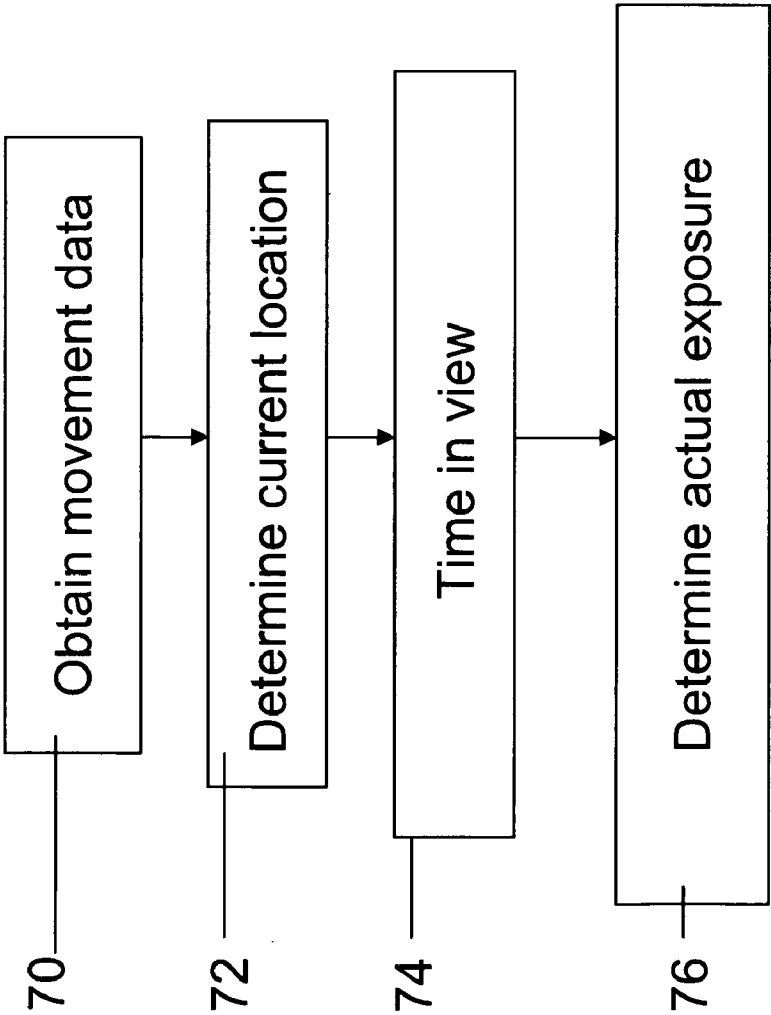 70
Obtain movement data
72
Determine current location
74
Time in view
76
Determine actual exposure